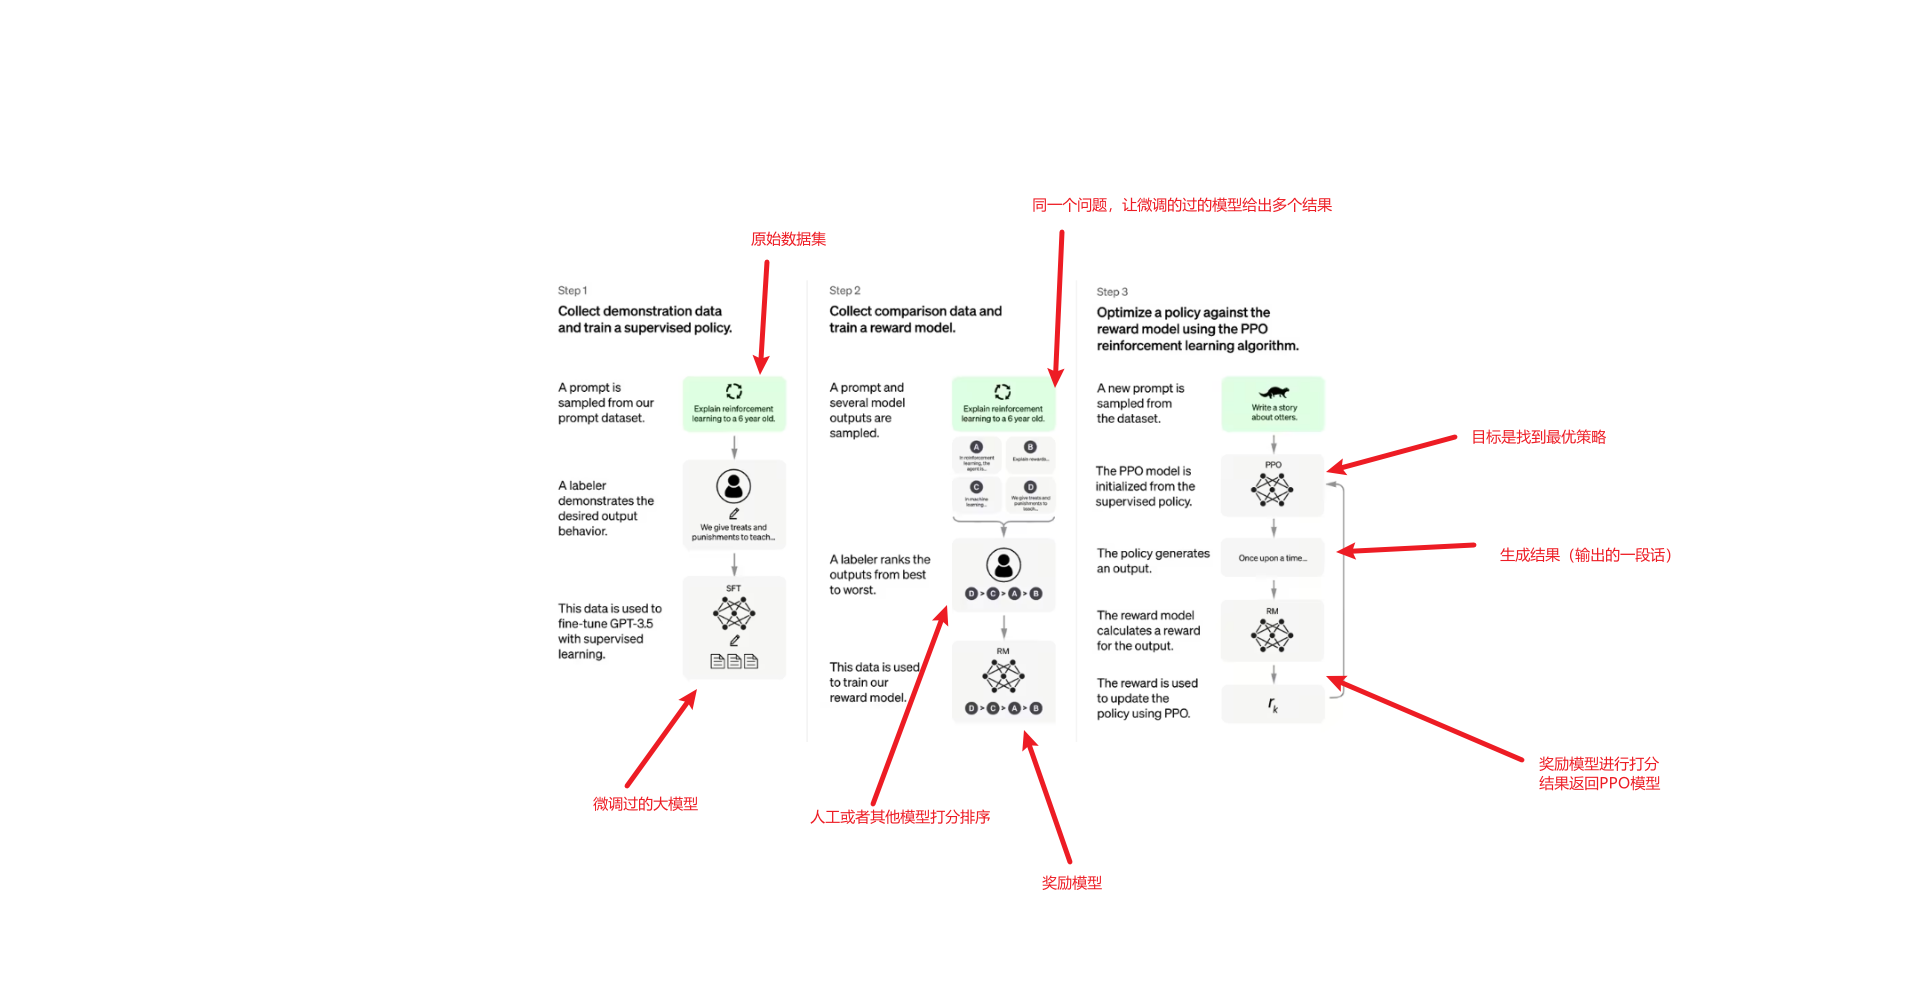 同一个问题，让微调的过的模型给出多个结果
原始数据集
Step 1
Collect demonstration data
and train a supervised policy.
A prompt is
sampled from our
prompt dataset.
Explain reinforcement
learning to a 6 year old.
A labeler
demonstrates the
desired output
behavior.
We give treats and
punishments to teach...
This data is used to
fine-tune GPT-3.5
with supervised
learning.
SFT
微调过的大模型
Step 2
Collect comparison data and
train a reward model.
A prompt and
several model
outputs are
sampled.
Explain reinforcement
learning to a 6 year old.
A
In reinforcement
learning, the
agent is...
B
Explain rewards...
C
In machine
learning...
D
We give treats and
punishments to
teach...
A labeler ranks the
outputs from best
to worst.
D > C > A > B
This data is used
to train our
reward model.
RM
D > C > A > B
人工或者其他模型打分排序
奖励模型
Step 3
Optimize a policy against the
reward model using the PPO
reinforcement learning algorithm.
A new prompt is
sampled from
the dataset.
Write a story
about otters.
The PPO model is
initialized from the
supervised policy.
PPO
目标是找到最优策略
The policy generates
an output.
Once upon a time...
生成结果（输出的一段话）
The reward model
calculates a reward
for the output.
RM
The reward is used
to update the
policy using PPO.
rk
奖励模型进行打分
结果返回PPO模型